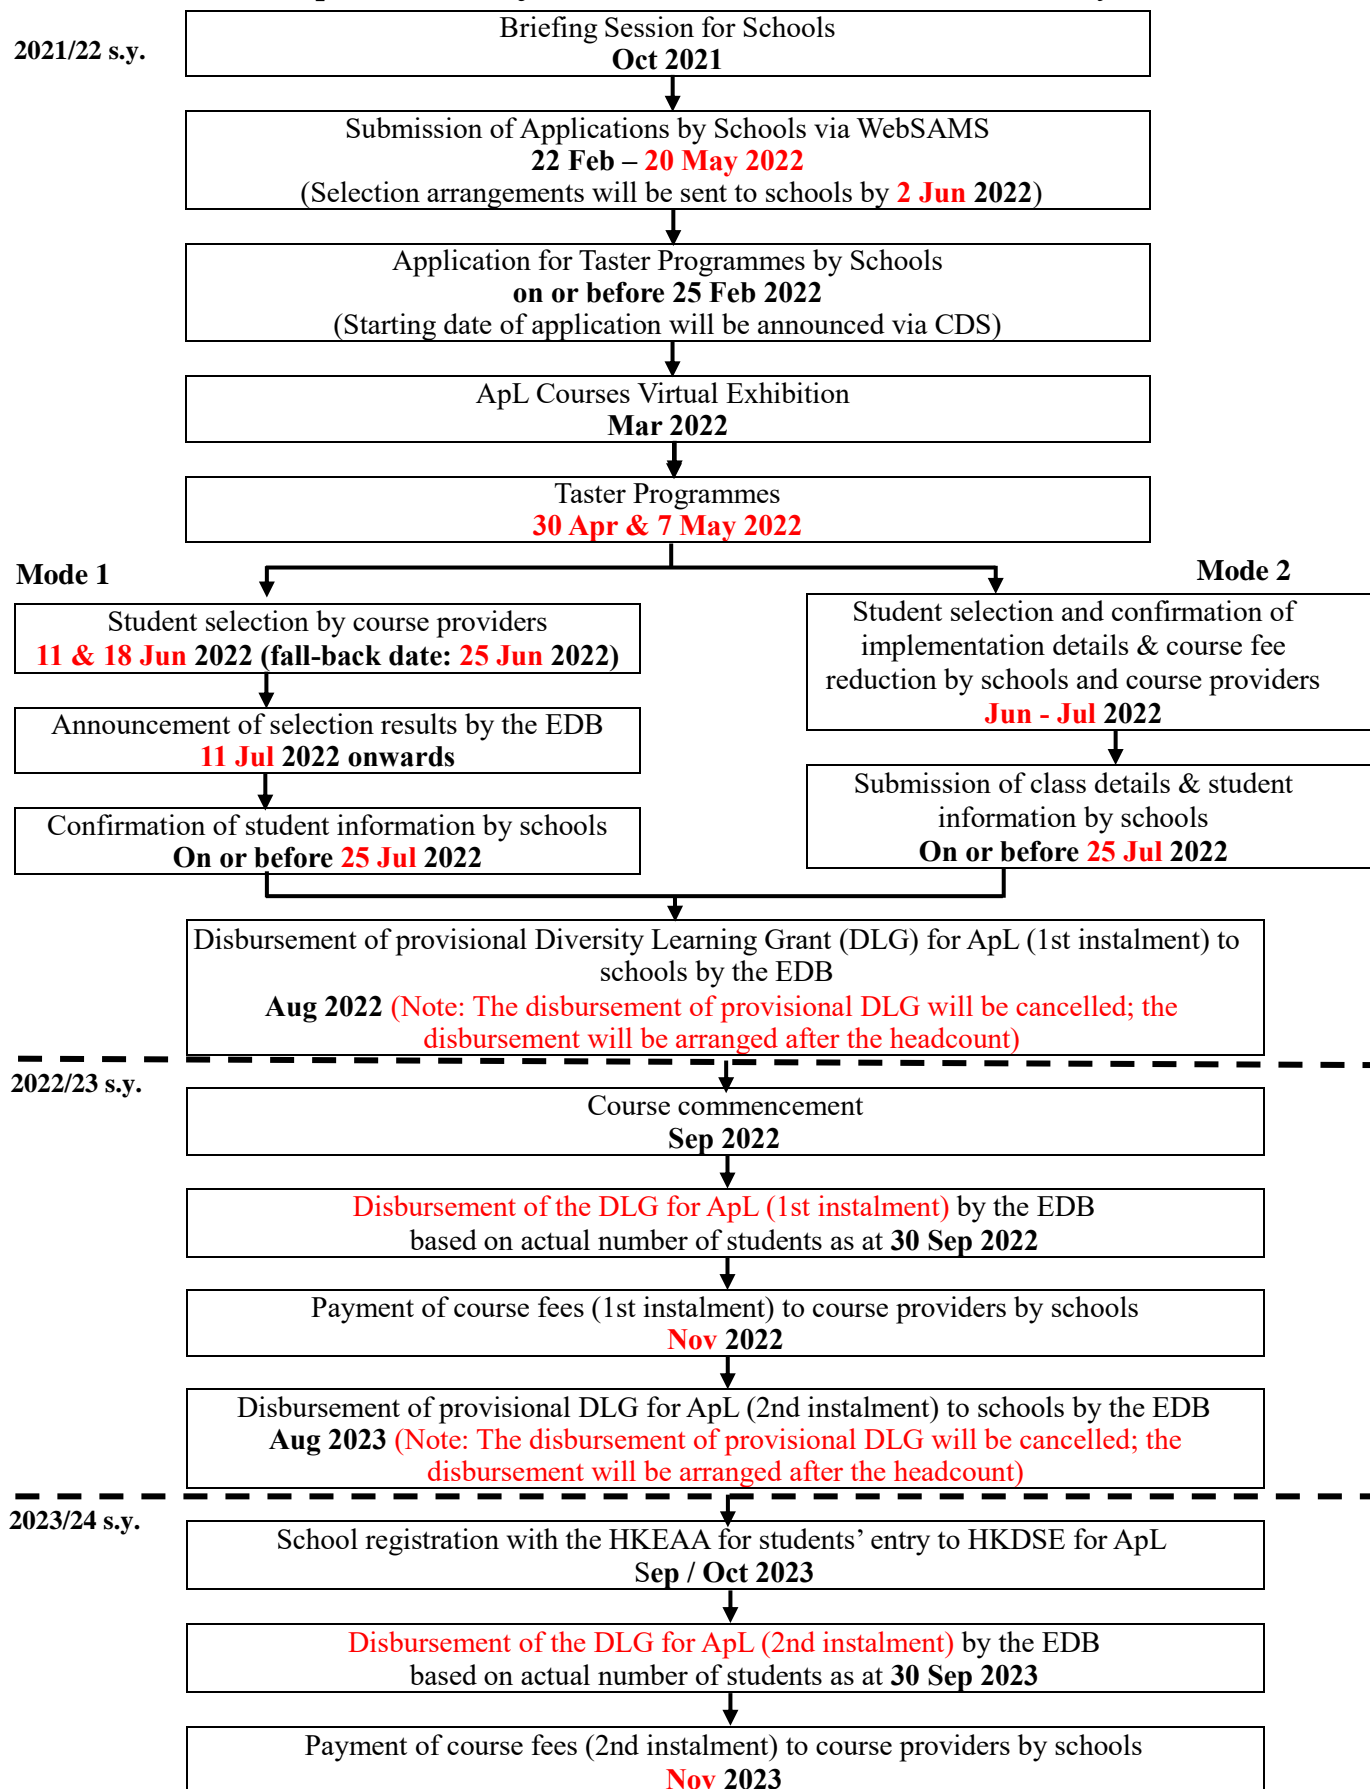 Briefing Session for Schools
2021/22 s.y.
Oct 2021
Submission of Applications by Schools via WebSAMS
22 Feb – 20 May 2022
(Selection arrangements will be sent to schools by 2 Jun 2022)
Application for Taster Programmes by Schools
on or before 25 Feb 2022
(Starting date of application will be announced via CDS)
ApL Courses Virtual Exhibition
Mar 2022
Taster Programmes
30 Apr & 7 May 2022
Mode 1
Student selection by course providers
11 & 18 Jun 2022 (fall-back date: 25 Jun 2022)
Announcement of selection results by the EDB
11 Jul 2022 onwards
Confirmation of student information by schools
On or before 25 Jul 2022
Mode 2
Student selection and confirmation of
implementation details & course fee
reduction by schools and course providers
Jun - Jul 2022
Submission of class details & student
information by schools
On or before 25 Jul 2022
Disbursement of provisional Diversity Learning Grant (DLG) for ApL (1st instalment) to
schools by the EDB
Aug 2022 (Note: The disbursement of provisional DLG will be cancelled; the
disbursement will be arranged after the headcount)
2022/23 s.y.
Course commencement
Sep 2022
Disbursement of the DLG for ApL (1st instalment) by the EDB
based on actual number of students as at 30 Sep 2022
Payment of course fees (1st instalment) to course providers by schools
Nov 2022
Disbursement of provisional DLG for ApL (2nd instalment) to schools by the EDB
Aug 2023 (Note: The disbursement of provisional DLG will be cancelled; the
disbursement will be arranged after the headcount)
2023/24 s.y.
School registration with the HKEAA for students’ entry to HKDSE for ApL
Sep / Oct 2023
Disbursement of the DLG for ApL (2nd instalment) by the EDB
based on actual number of students as at 30 Sep 2023
Payment of course fees (2nd instalment) to course providers by schools
Nov 2023